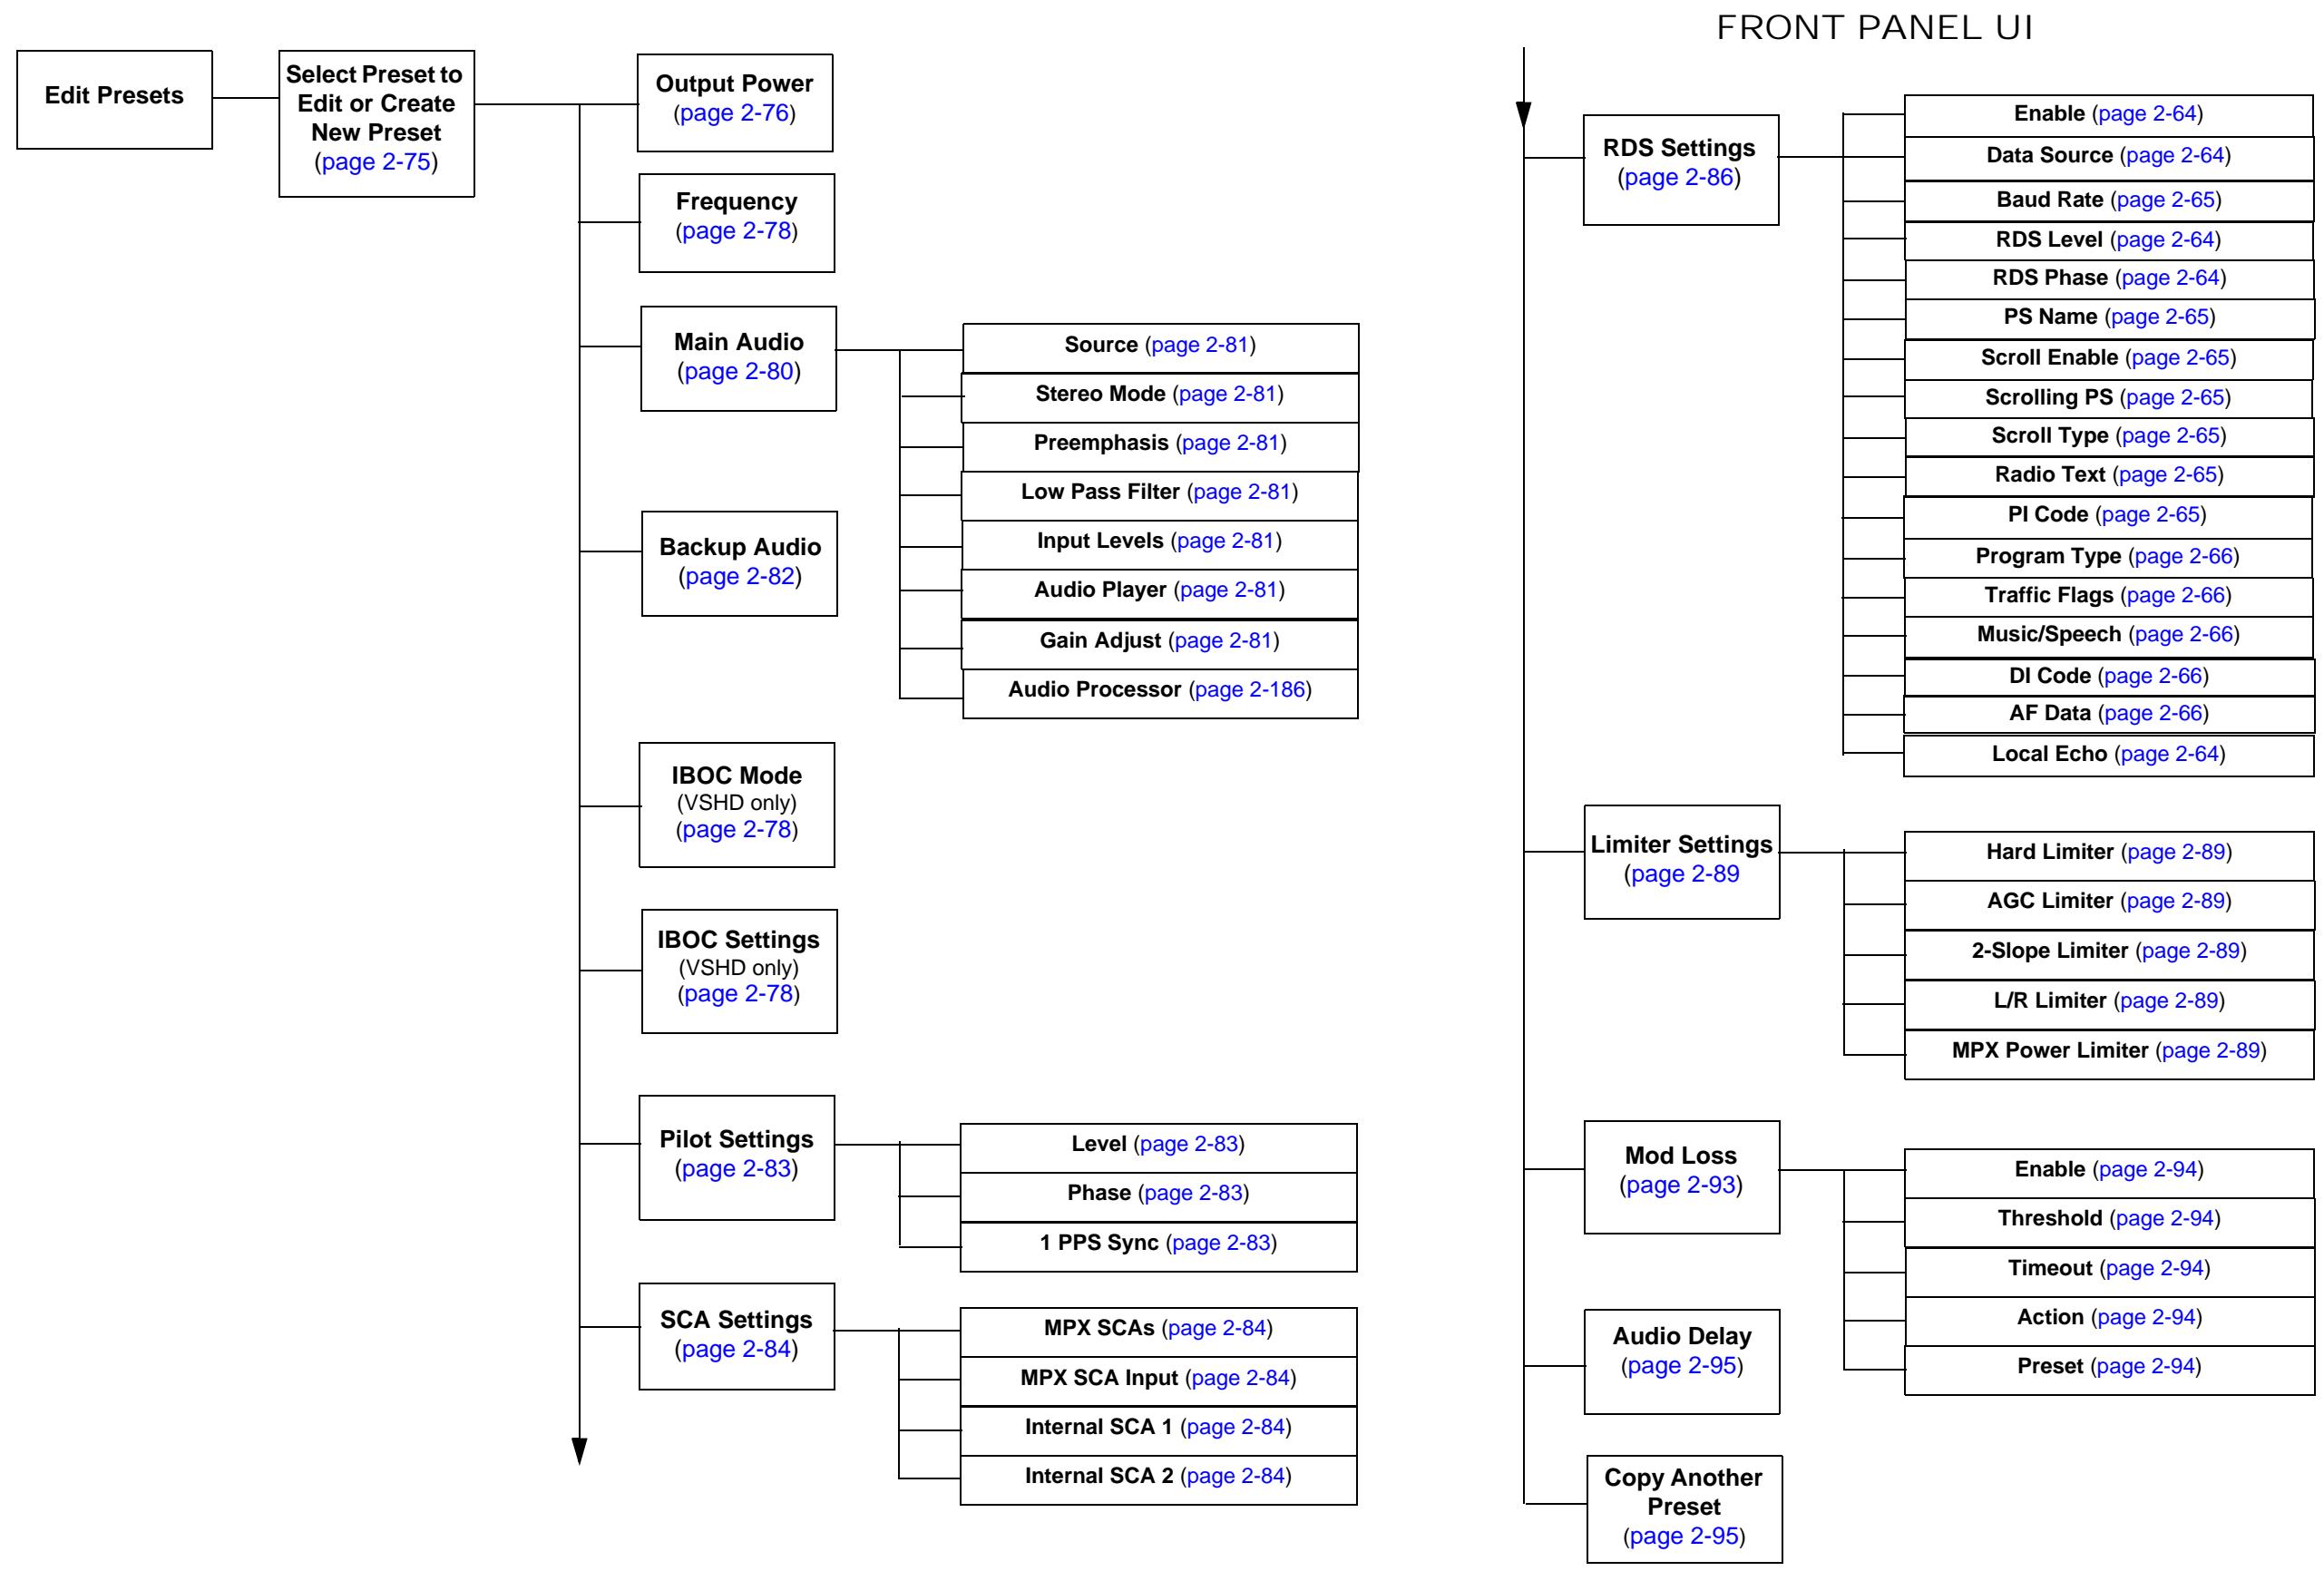 FRONT PANEL UI
Edit Presets
Select Preset to
Edit or Create
New Preset
(page 2-75)
Output Power
(page 2-76)
Frequency
(page 2-78)
Main Audio
(page 2-80)
Source (page 2-81)
Stereo Mode (page 2-81)
Preemphasis (page 2-81)
Low Pass Filter (page 2-81)
Input Levels (page 2-81)
Audio Player (page 2-81)
Gain Adjust (page 2-81)
Audio Processor (page 2-186)
Backup Audio
(page 2-82)
IBOC Mode
(VSHD only)
(page 2-78)
IBOC Settings
(VSHD only)
(page 2-78)
Pilot Settings
(page 2-83)
Level (page 2-83)
Phase (page 2-83)
1 PPS Sync (page 2-83)
SCA Settings
(page 2-84)
MPX SCAs (page 2-84)
MPX SCA Input (page 2-84)
Internal SCA 1 (page 2-84)
Internal SCA 2 (page 2-84)
RDS Settings
(page 2-86)
Enable (page 2-64)
Data Source (page 2-64)
Baud Rate (page 2-65)
RDS Level (page 2-64)
RDS Phase (page 2-64)
PS Name (page 2-65)
Scroll Enable (page 2-65)
Scrolling PS (page 2-65)
Scroll Type (page 2-65)
Radio Text (page 2-65)
PI Code (page 2-65)
Program Type (page 2-66)
Traffic Flags (page 2-66)
Music/Speech (page 2-66)
DI Code (page 2-66)
AF Data (page 2-66)
Local Echo (page 2-64)
Limiter Settings
(page 2-89
Hard Limiter (page 2-89)
AGC Limiter (page 2-89)
2-Slope Limiter (page 2-89)
L/R Limiter (page 2-89)
MPX Power Limiter (page 2-89)
Mod Loss
(page 2-93)
Enable (page 2-94)
Threshold (page 2-94)
Timeout (page 2-94)
Action (page 2-94)
Preset (page 2-94)
Audio Delay
(page 2-95)
Copy Another
Preset
(page 2-95)